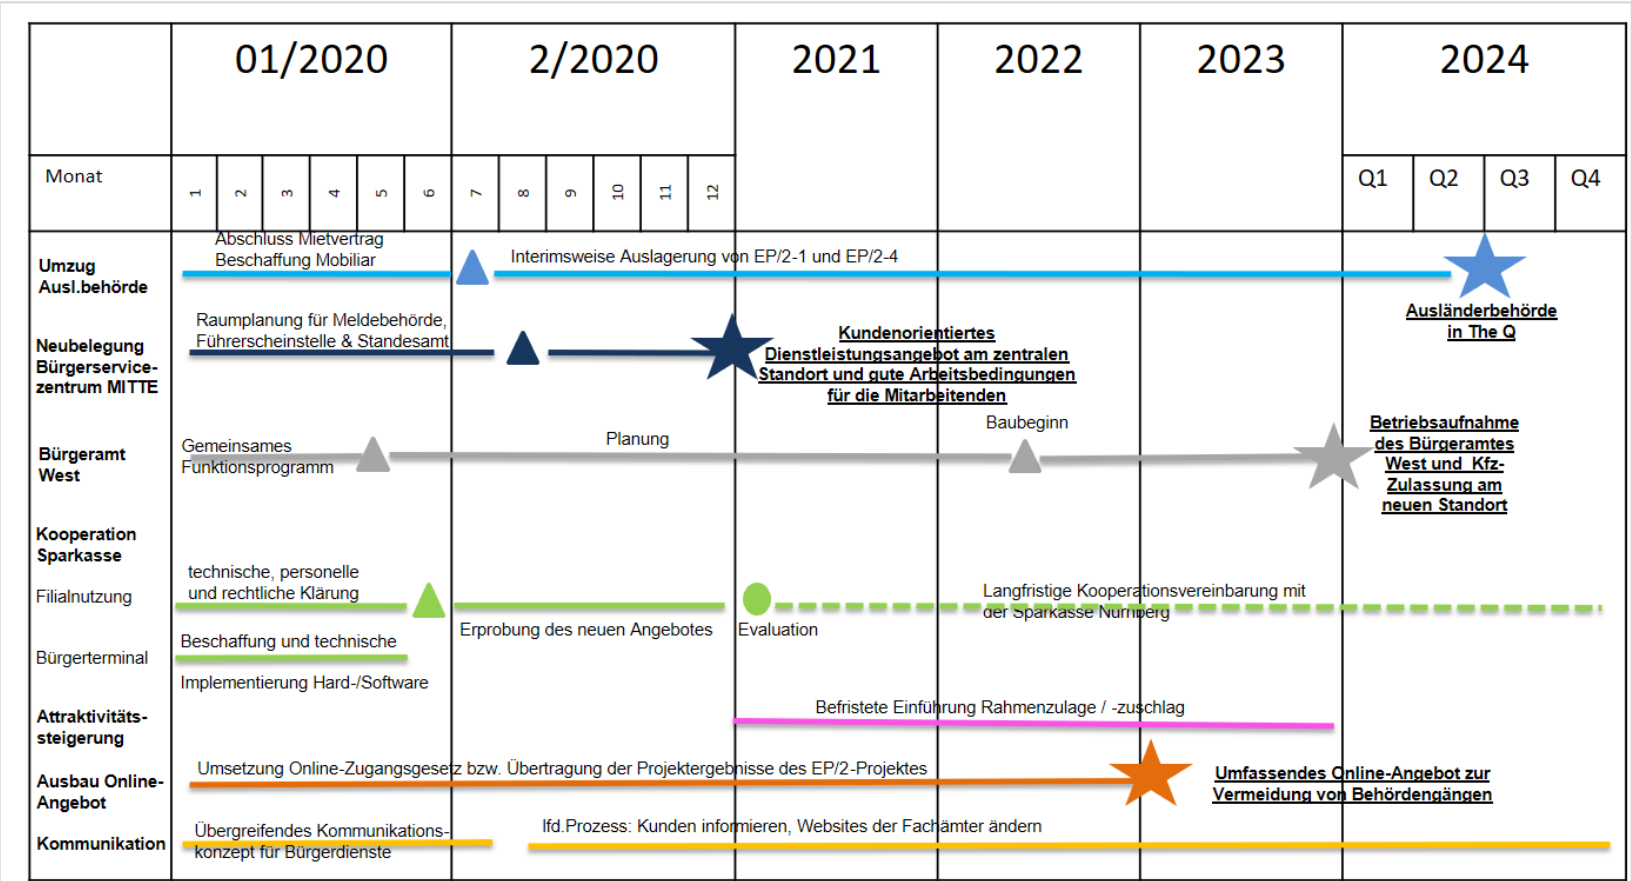 01/2020 2/2020 2021 2022 2023 2024
Monat 1 2 3 4 5 6 7 8 9 10 11 12 Q1 Q2 Q3 Q4
Umzug
Ausl.behörde
Abschluss Mietvertrag
Beschaffung Mobiliar
Interimsweise Auslagerung von EP/2-1 und EP/2-4
Ausländerbehörde
in The Q
Neubelegung
Bürgerservice-
zentrum MITTE
Raumplanung für Meldebehörde,
Führerscheinstelle & Standesamt
Kundenorientiertes
Dienstleistungsangebot am zentralen
Standort und gute Arbeitsbedingungen
für die Mitarbeitenden
Bürgeramt
West
Gemeinsames
Funktionsprogramm
Planung
Baubeginn
Betriebsaufnahme
des Bürgeramtes
West und Kfz-
Zulassung am
neuen Standort
Kooperation
Sparkasse
Filialnutzung
technische, personelle
und rechtliche Klärung
Erprobung des neuen Angebotes
Evaluation
Langfristige Kooperationsvereinbarung mit
der Sparkasse Nürnberg
Bürgerterminal
Beschaffung und technische
Implementierung Hard-/Software
Attraktivitäts-
steigerung
Befristete Einführung Rahmenzulage / -zuschlag
Ausbau Online-
Angebot
Umsetzung Online-Zugangsgesetz bzw. Übertragung der Projektergebnisse des EP/2-Projektes
Umfassendes Online-Angebot zur
Vermeidung von Behördengängen
Kommunikation
Übergreifendes Kommunikations-
konzept für Bürgerdienste
lfd.Prozess: Kunden informieren, Websites der Fachämter ändern